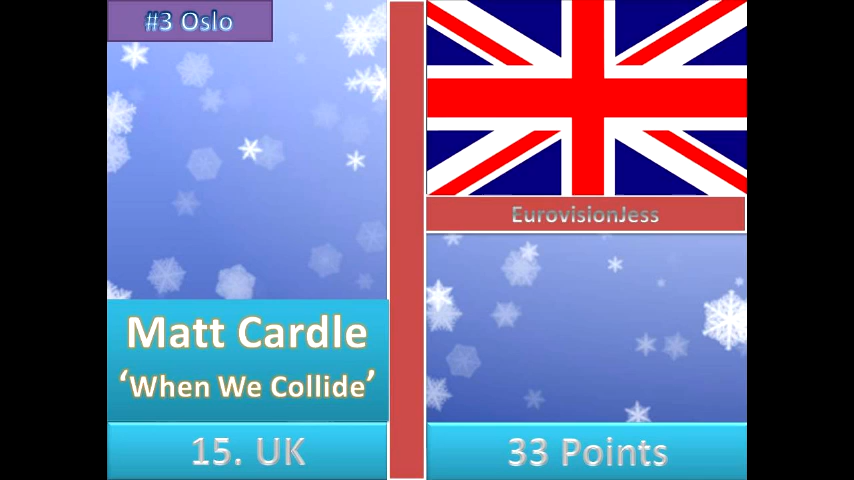 #3 Oslo
EurovisionJess
Matt Cardle
‘When We Collide’
15. UK
33 Points